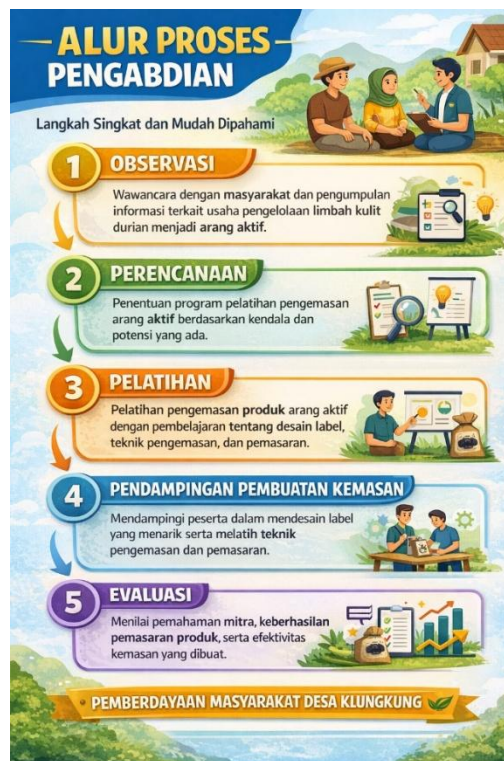 ALUR PROSES
PENGABDIAN
Langkah Singkat dan Mudah Dipahami
1 OBSERVASI
Wawancara dengan masyarakat dan pengumpulan
informasi terkait usaha pengelolaan limbah kulit
durian menjadi arang aktif.
2 PERENCANAAN
Penentuan program pelatihan pengemasan
arang aktif berdasarkan kendala dan
potensi yang ada.
3 PELATIHAN
Pelatihan pengemasan produk arang aktif
dengan pembelajaran tentang desain label,
teknik pengemasan, dan pemasaran.
4 PENDAMPINGAN PEMBUATAN KEMASAN
Mendampingi peserta dalam mendesain label
yang menarik serta melatih teknik
pengemasan dan pemasaran.
5 EVALUASI
Menilai pemahaman mitra, keberhasilan
pemasaran produk, serta efektivitas
kemasan yang dibuat.
PEMBERDAYAAN MASYARAKAT DESA KLUNGKUNG